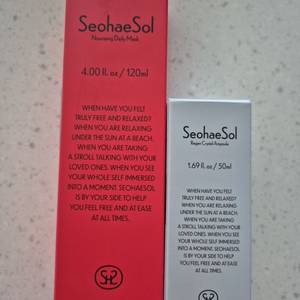 SeohaeSol
Nourising Daily Mask
4.00 fl. oz / 120ml
WHEN HAVE YOU FELT
TRULY FREE AND RELAXED?
WHEN YOU ARE RELAXING
UNDER THE SUN AT A BEACH.
WHEN YOU ARE TAKING
A STROLL TALKING WITH YOUR
LOVED ONES. WHEN YOU SEE
YOUR WHOLE SELF IMMERSED
INTO A MOMENT. SEOHAESOL
IS BY YOUR SIDE TO HELP
YOU FEEL FREE AND AT EASE
AT ALL TIMES.
SeohaeSol
Regen Crystal Ampoule
1.69 fl. oz / 50ml
WHEN HAVE YOU FELT
TRULY FREE AND RELAXED?
WHEN YOU ARE RELAXING
UNDER THE SUN AT A BEACH.
WHEN YOU ARE TAKING
A STROLL TALKING WITH YOUR
LOVED ONES. WHEN YOU SEE
YOUR WHOLE SELF IMMERSED
INTO A MOMENT. SEOHAESOL
IS BY YOUR SIDE TO HELP
YOU FEEL FREE AND AT EASE
AT ALL TIMES.